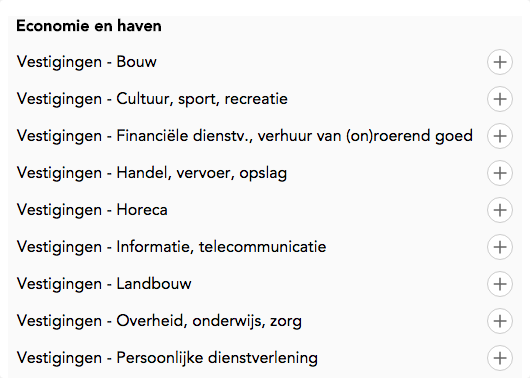 Economie en haven
Vestigingen - Bouw
Vestigingen - Cultuur, sport, recreatie
Vestigingen - Financiële dienstv., verhuur van (on)roerend goed
Vestigingen - Handel, vervoer, opslag
Vestigingen - Horeca
Vestigingen - Informatie, telecommunicatie
Vestigingen - Landbouw
Vestigingen - Overheid, onderwijs, zorg
Vestigingen - Persoonlijke dienstverlening